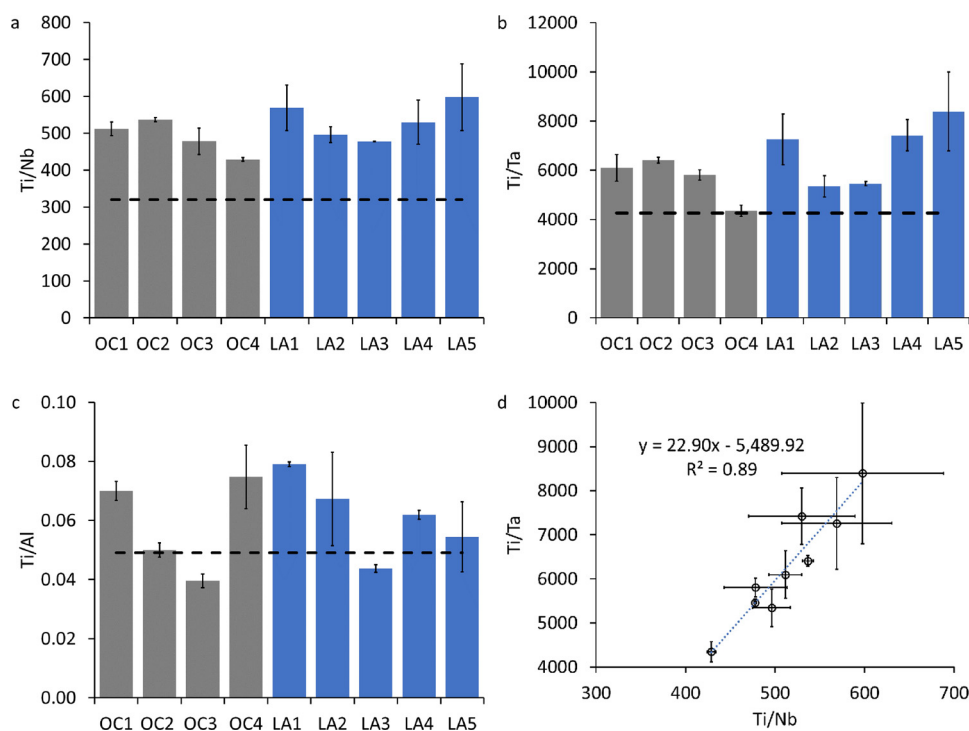 a
800
700
600
500
400
300
200
100
0
Ti/Nb
OC1 OC2 OC3 OC4 LA1 LA2 LA3 LA4 LA5
b
12000
10000
8000
6000
4000
2000
0
Ti/Ta
OC1 OC2 OC3 OC4 LA1 LA2 LA3 LA4 LA5
c
0.10
0.08
0.06
0.04
0.02
0.00
Ti/Al
OC1 OC2 OC3 OC4 LA1 LA2 LA3 LA4 LA5
d
10000
9000
8000
7000
6000
5000
4000
Ti/Ta
y = 22.90x - 5,489.92
R² = 0.89
300 400 500 600 700
Ti/Nb